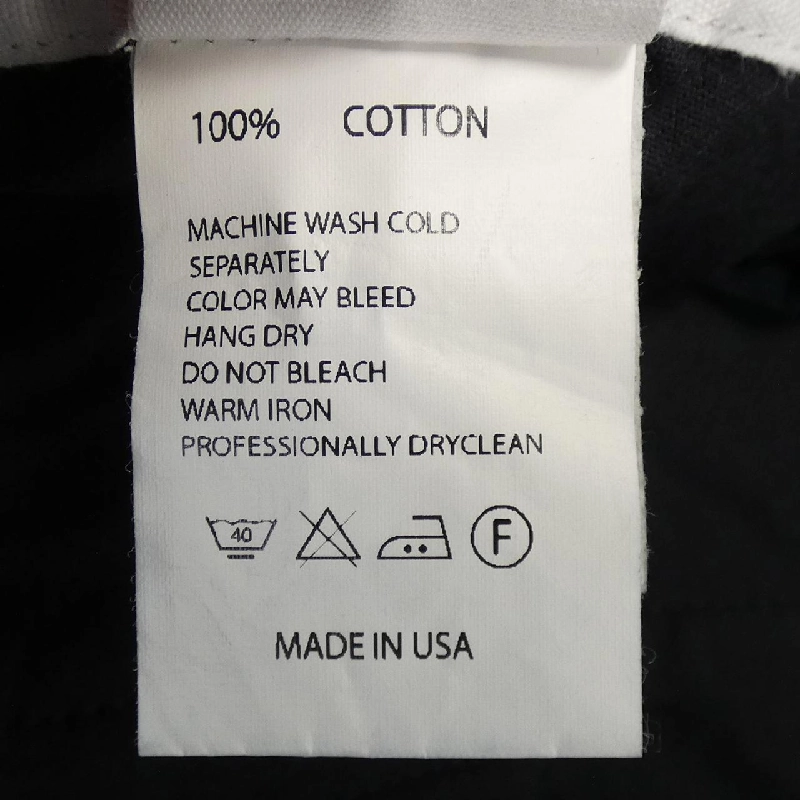 100% COTTON
MACHINE WASH COLD
SEPARATELY
COLOR MAY BLEED
HANG DRY
DO NOT BLEACH
WARM IRON
PROFESSIONALLY DRYCLEAN
40 F
MADE IN USA